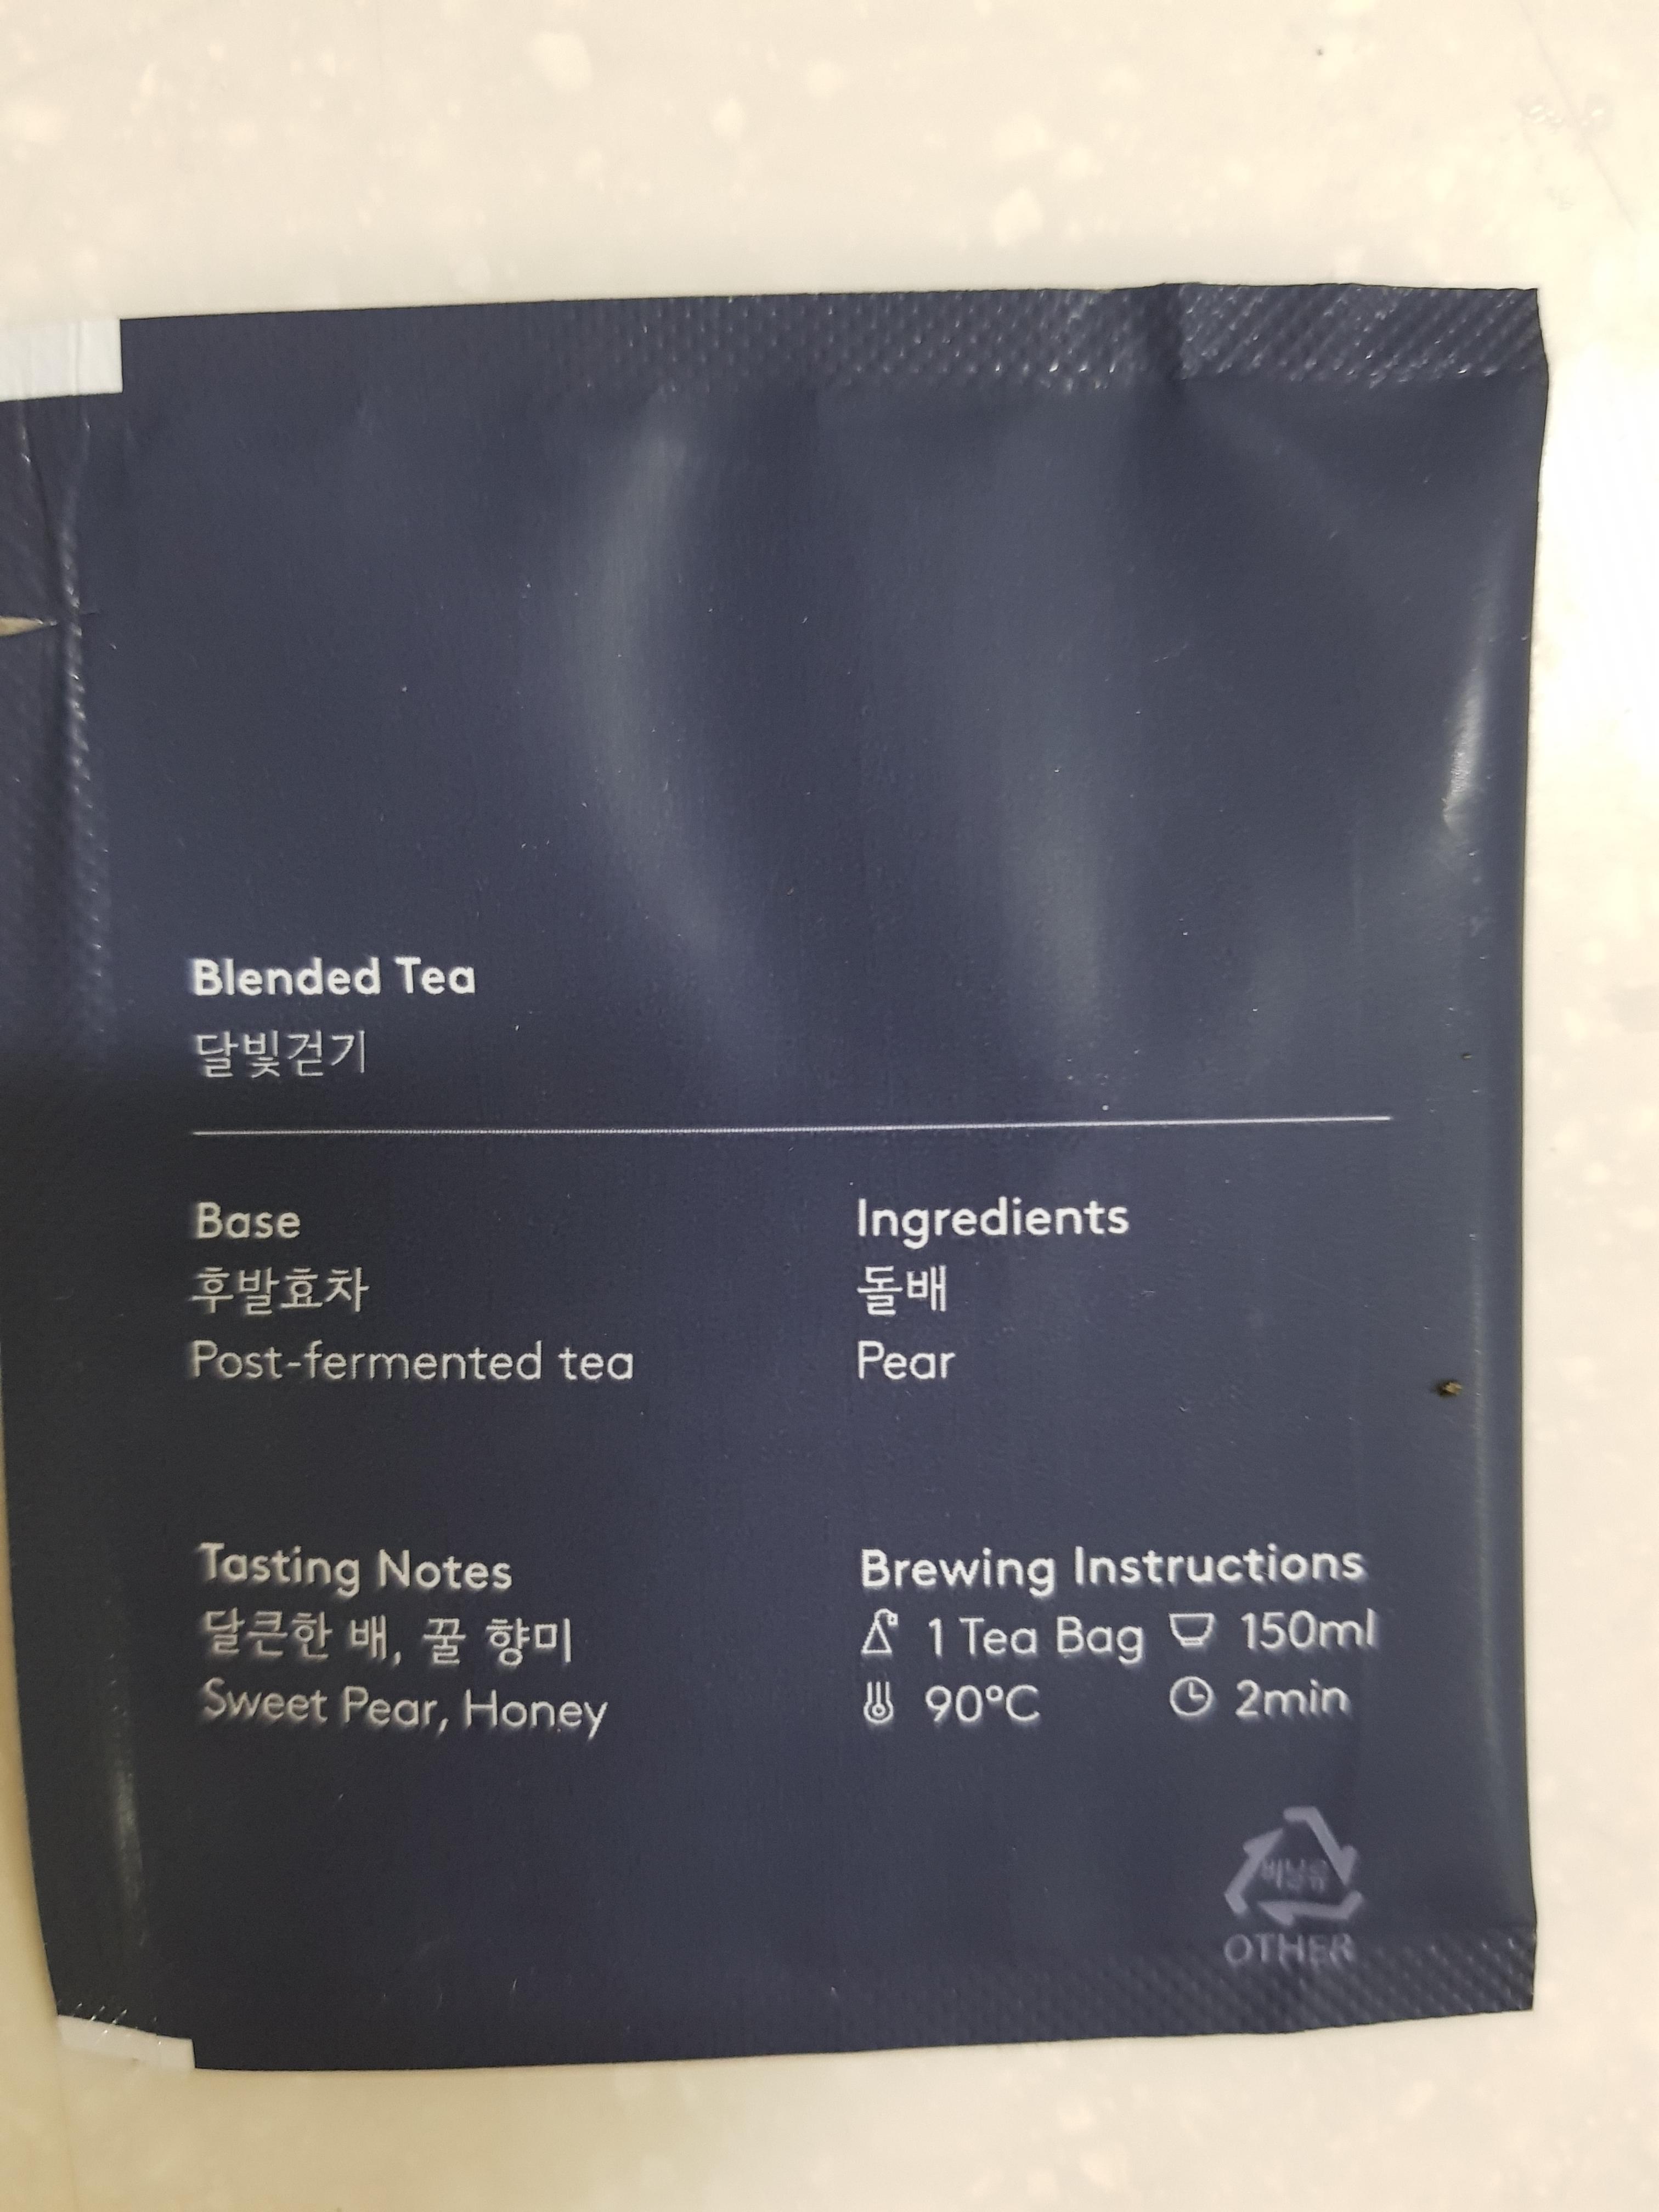 Blended Tea
달빛걷기
Base
후발효차
Post-fermented tea
Ingredients
돌배
Pear
Tasting Notes
달큰한 배, 꿀 향미
Sweet Pear, Honey
Brewing Instructions
1 Tea Bag 150ml
90°C 2min
비닐류
OTHER